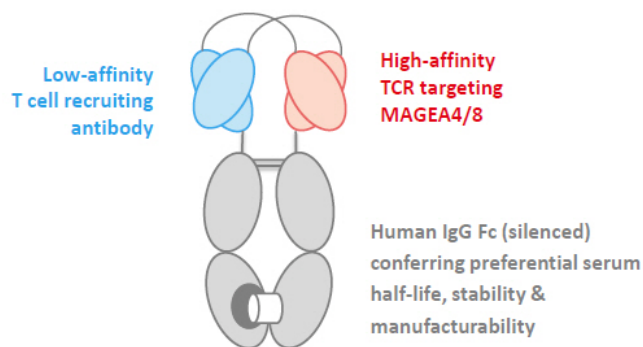 Low-affinity
T cell recruiting
antibody
High-affinity
TCR targeting
MAGEA4/8
Human IgG Fc (silenced)
conferring preferential serum
half-life, stability &
manufacturability